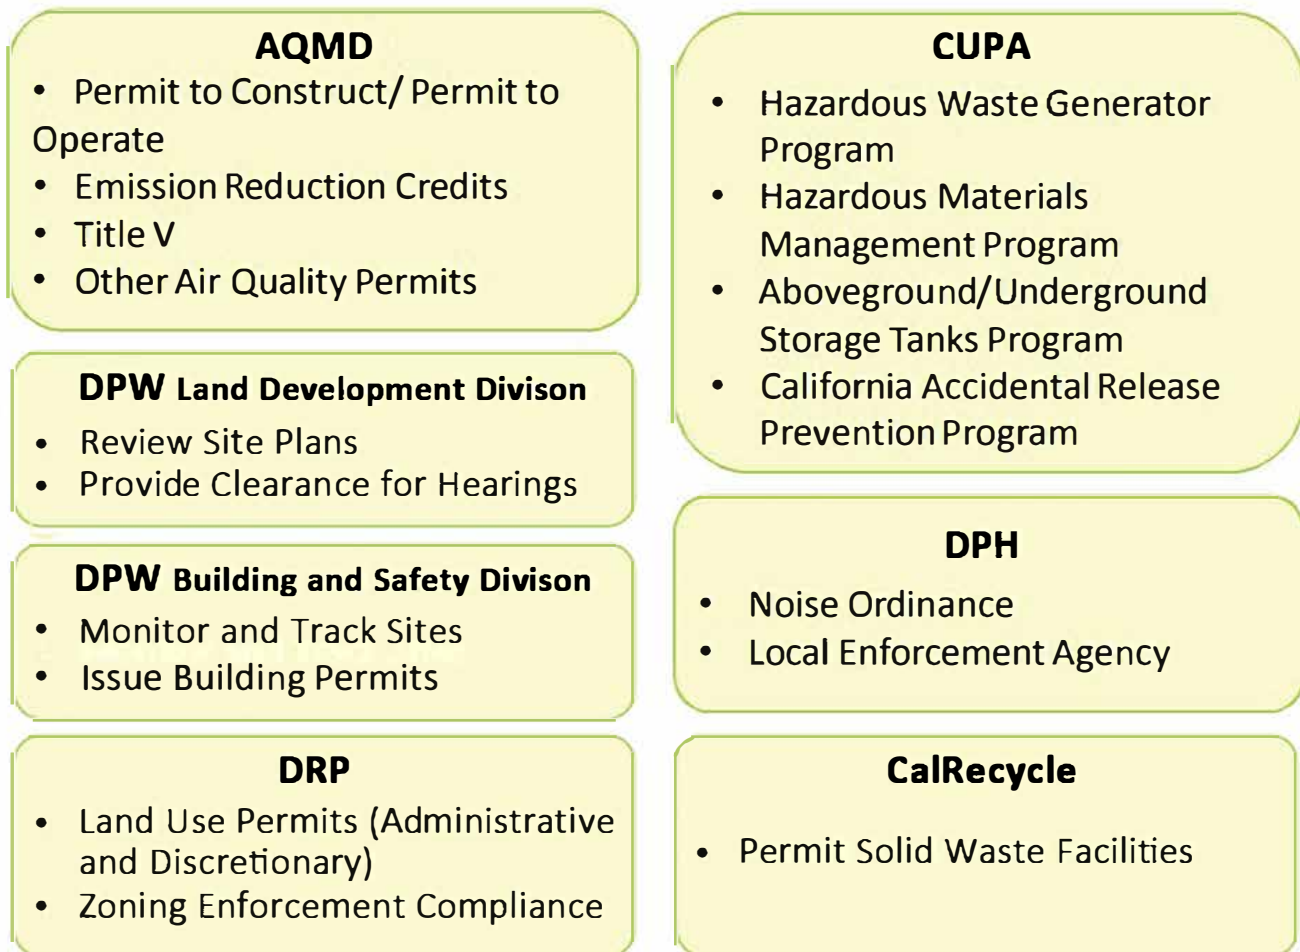 AQMD
• Permit to Construct/ Permit to
Operate
• Emission Reduction Credits
• Title V
• Other Air Quality Permits
DPW Land Development Divison
• Review Site Plans
• Provide Clearance for Hearings
DPW Building and Safety Divison
• Monitor and Track Sites
• Issue Building Permits
DRP
• Land Use Permits (Administrative
and Discretionary)
• Zoning Enforcement Compliance
CUPA
• Hazardous Waste Generator
Program
• Hazardous Materials
Management Program
• Aboveground/Underground
Storage Tanks Program
• California Accidental Release
Prevention Program
DPH
• Noise Ordinance
• Local Enforcement Agency
CalRecycle
• Permit Solid Waste Facilities